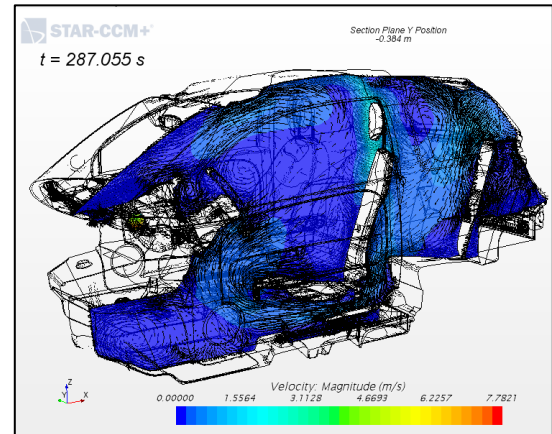 STAR-CCM+®
Section Plane Y Position
-0.384 m
t = 287.055 s
Z
Y X
Velocity: Magnitude (m/s)
0.00000 1.5564 3.1128 4.6693 6.2257 7.7821